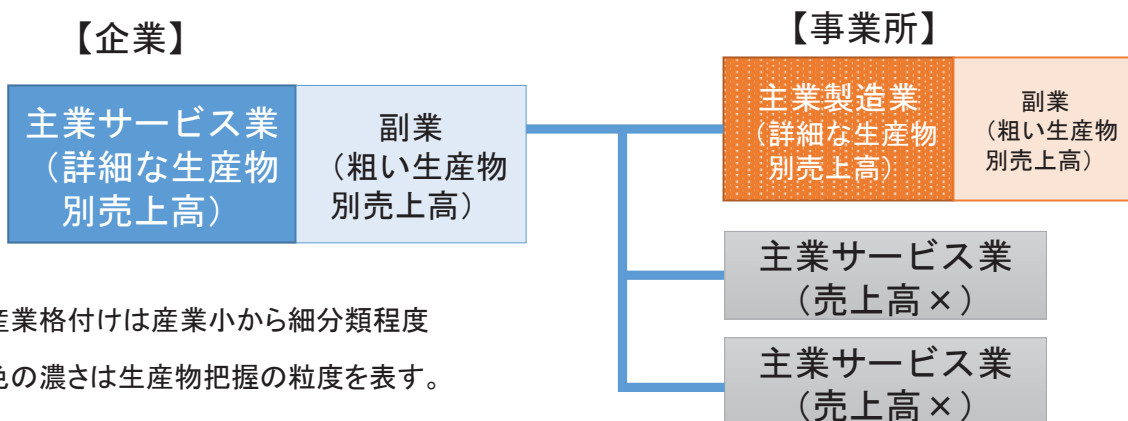 【企業】
主業サービス業
（詳細な生産物
別売上高）
副業
（粗い生産物
別売上高）
【事業所】
主業製造業
（詳細な生産物
別売上高）
副業
（粗い生産物
別売上高）
主業サービス業
（売上高×）
主業サービス業
（売上高×）
産業格付けは産業小から細分類程度
色の濃さは生産物把握の粒度を表す。